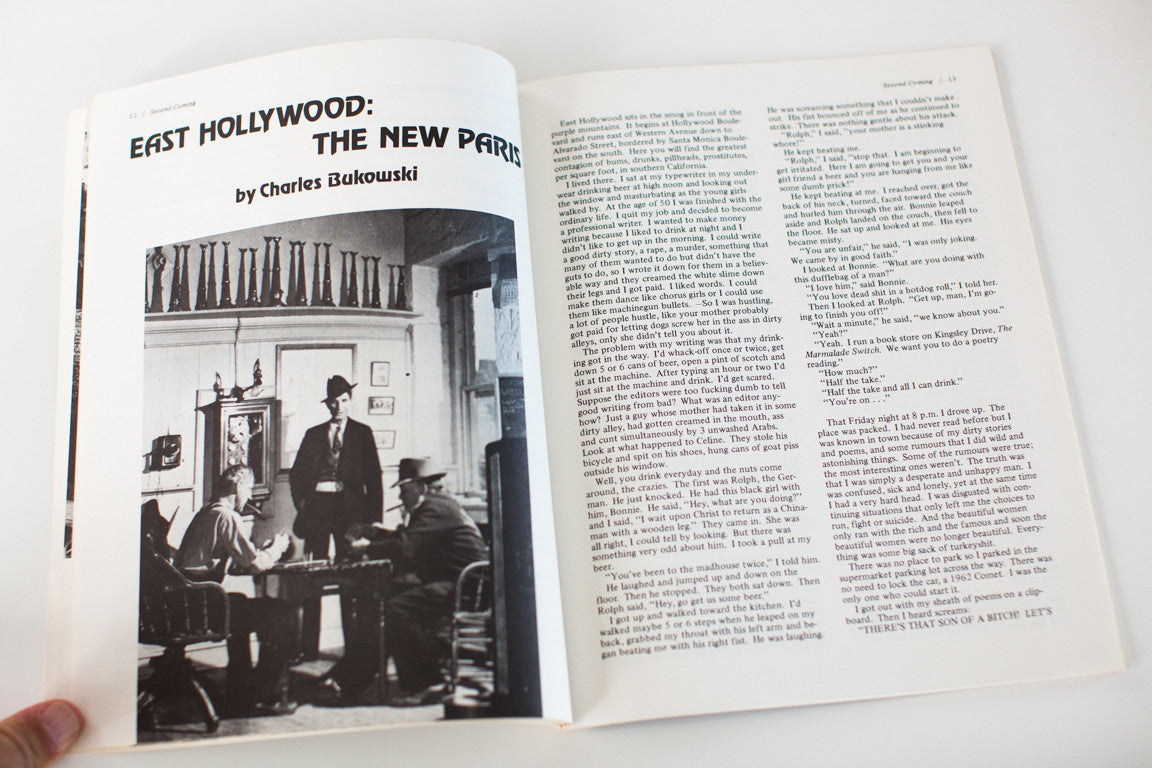 12 | Second Coming
EAST HOLLYWOOD:
THE NEW PARIS
by Charles Bukowski
Second Coming | 13
East Hollywood sits in the smog in front of the
purple mountains. It begins at Hollywood Boule-
vard and runs east of Western Avenue down to
Alvarado Street, bordered by Santa Monica Boule-
vard on the south. Here you will find the greatest
contagion of bums, drunks, pillheads, prostitutes,
per square foot, in southern California.
I lived there. I sat at my typewriter in my under-
wear drinking beer at high noon and looking out
the window and masturbating as the young girls
walked by. At the age of 50 I was finished with the
ordinary life. I quit my job and decided to become
a professional writer. I wanted to make money
writing because I liked to drink at night and I
didn't like to get up in the morning. I could write
a good dirty story, a rape, a murder, something that
many of them wanted to do but didn't have the
guts to do, so I wrote it down for them in a believ-
able way and they creamed the white slime down
their legs and I got paid. I liked words. I could
make them dance like chorus girls or I could use
them like machinegun bullets. —So I was hustling,
a lot of people hustle, like your mother probably
got paid for letting dogs screw her in the ass in dirty
alleys, only she didn't tell you about it.
The problem with my writing was that my drink-
ing got in the way. I'd whack-off once or twice, get
down 5 or 6 cans of beer, open a pint of scotch and
sit at the machine. After typing an hour or two I'd
just sit at the machine and drink. I'd get scared.
Suppose the editors were too fucking dumb to tell
good writing from bad? What was an editor any-
how? Just a guy whose mother had taken it in some
dirty alley, had gotten creamed in the mouth, ass
and cunt simultaneously by 3 unwashed Arabs.
Look at what happened to Celine. They stole his
bicycle and spit on his shoes, hung cans of goat piss
outside his window.
Well, you drink everyday and the nuts come
around, the crazies. The first was Rolph, the Ger-
man. He just knocked. He had this black girl with
him, Bonnie. He said, "Hey, what are you doing?"
and I said, "I wait upon Christ to return as a China-
man with a wooden leg." They came in. She was
all right, I could tell by looking. But there was
something very odd about him. I took a pull at my
beer.
"You've been to the madhouse twice," I told him.
He laughed and jumped up and down on the
floor. Then he stopped. They both sat down. Then
Rolph said, "Hey, go get us some beer."
I got up and walked toward the kitchen. I'd
walked maybe 5 or 6 steps when he leaped on my
back, grabbed my throat with his left arm and be-
gan beating me with his right fist. He was laughing.
He was screaming something that I couldn't make
out. His fist bounced off of me as he continued to
strike. There was nothing gentle about his attack.
"Rolph," I said, "your mother is a stinking
whore!"
He kept beating me.
"Rolph," I said, "stop that. I am beginning to
get irritated. Here I am going to get you and your
girl friend a beer and you are hanging from me like
some dumb prick!"
He kept beating at me. I reached over, got the
back of his neck, turned, faced toward the couch
and hurled him through the air. Bonnie leaped
aside and Rolph landed on the couch, then fell to
the floor. He sat up and looked at me. His eyes
became misty.
"You are unfair," he said. "I was only joking.
We came by in good faith."
I looked at Bonnie. "What are you doing with
this dufflebag of a man?"
"I love him," said Bonnie.
"You love dead shit in a hotdog roll," I told her.
Then I looked at Rolph. "Get up, man, I'm go-
ing to finish you off!"
"Wait a minute," he said, "we know about you."
"Yeah?"
"Yeah. I run a book store on Kingsley Drive, The
Marmalade Switch. We want you to do a poetry
reading."
"How much?"
"Half the take."
"Half the take and all I can drink."
"You're on . . ."
That Friday night at 8 p.m. I drove up. The
place was packed. I had never read before but I
was known in town because of my dirty stories
and poems, and some rumours that I did wild and
astonishing things. Some of the rumours were true;
the most interesting ones weren't. The truth was
that I was simply a desperate and unhappy man. I
was confused, sick and lonely, yet at the same time
I had a very hard head. I was disgusted with con-
tinuing situations that only left me the choices to
run, fight or suicide. And the beautiful women
only ran with the rich and the famous and soon the
beautiful women were no longer beautiful. Every-
thing was some big sack of turkeyshit.
There was no place to park so I parked in the
supermarket parking lot across the way. There was
no need to lock the car, a 1962 Comet. I was the
only one who could start it.
I got out with my sheath of poems on a clip-
board. Then I heard screams:
"THERE'S THAT SON OF A BITCH! LET'S